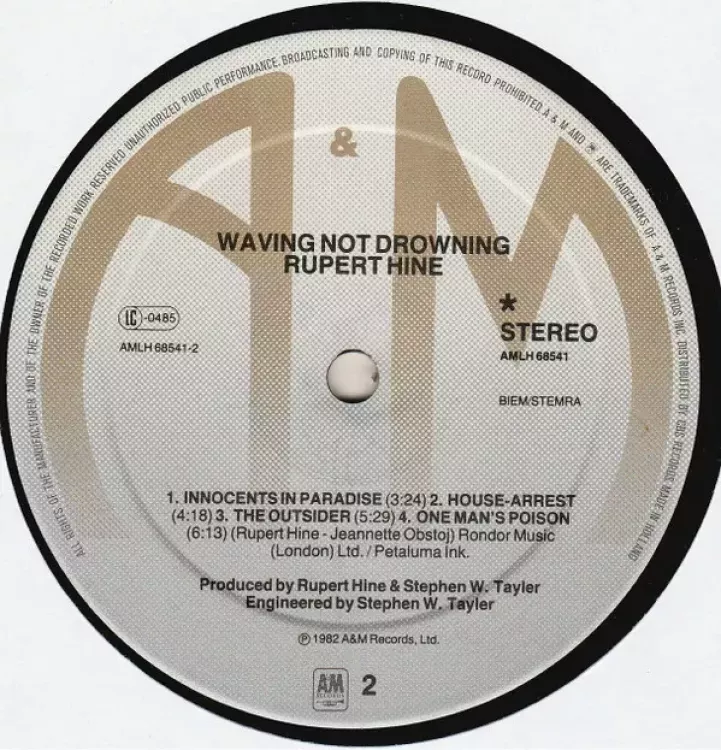 ALL RIGHTS OF THE MANUFACTURER AND OF THE OWNER OF THE RECORDED WORK RESERVED UNAUTHORIZED PUBLIC PERFORMANCE, BROADCASTING AND COPYING OF THIS RECORD PROHIBITED. A & M AND ARE TRADEMARKS OF A & M RECORDS INC. DISTRIBUTED BY CBS RECORDS MADE IN HOLLAND
A & M
WAVING NOT DROWNING
RUPERT HINE
LC-0485
AMLH 68541-2
*
STEREO
AMLH 68541
BIEM/STEMRA
1. INNOCENTS IN PARADISE (3:24) 2. HOUSE-ARREST
(4:18) 3. THE OUTSIDER (5:29) 4. ONE MAN'S POISON
(6:13) (Rupert Hine - Jeannette Obstoj) Rondor Music
(London) Ltd. / Petaluma Ink.
Produced by Rupert Hine & Stephen W. Tayler
Engineered by Stephen W. Tayler
℗ 1982 A&M Records, Ltd.
A&M
RECORDS
2